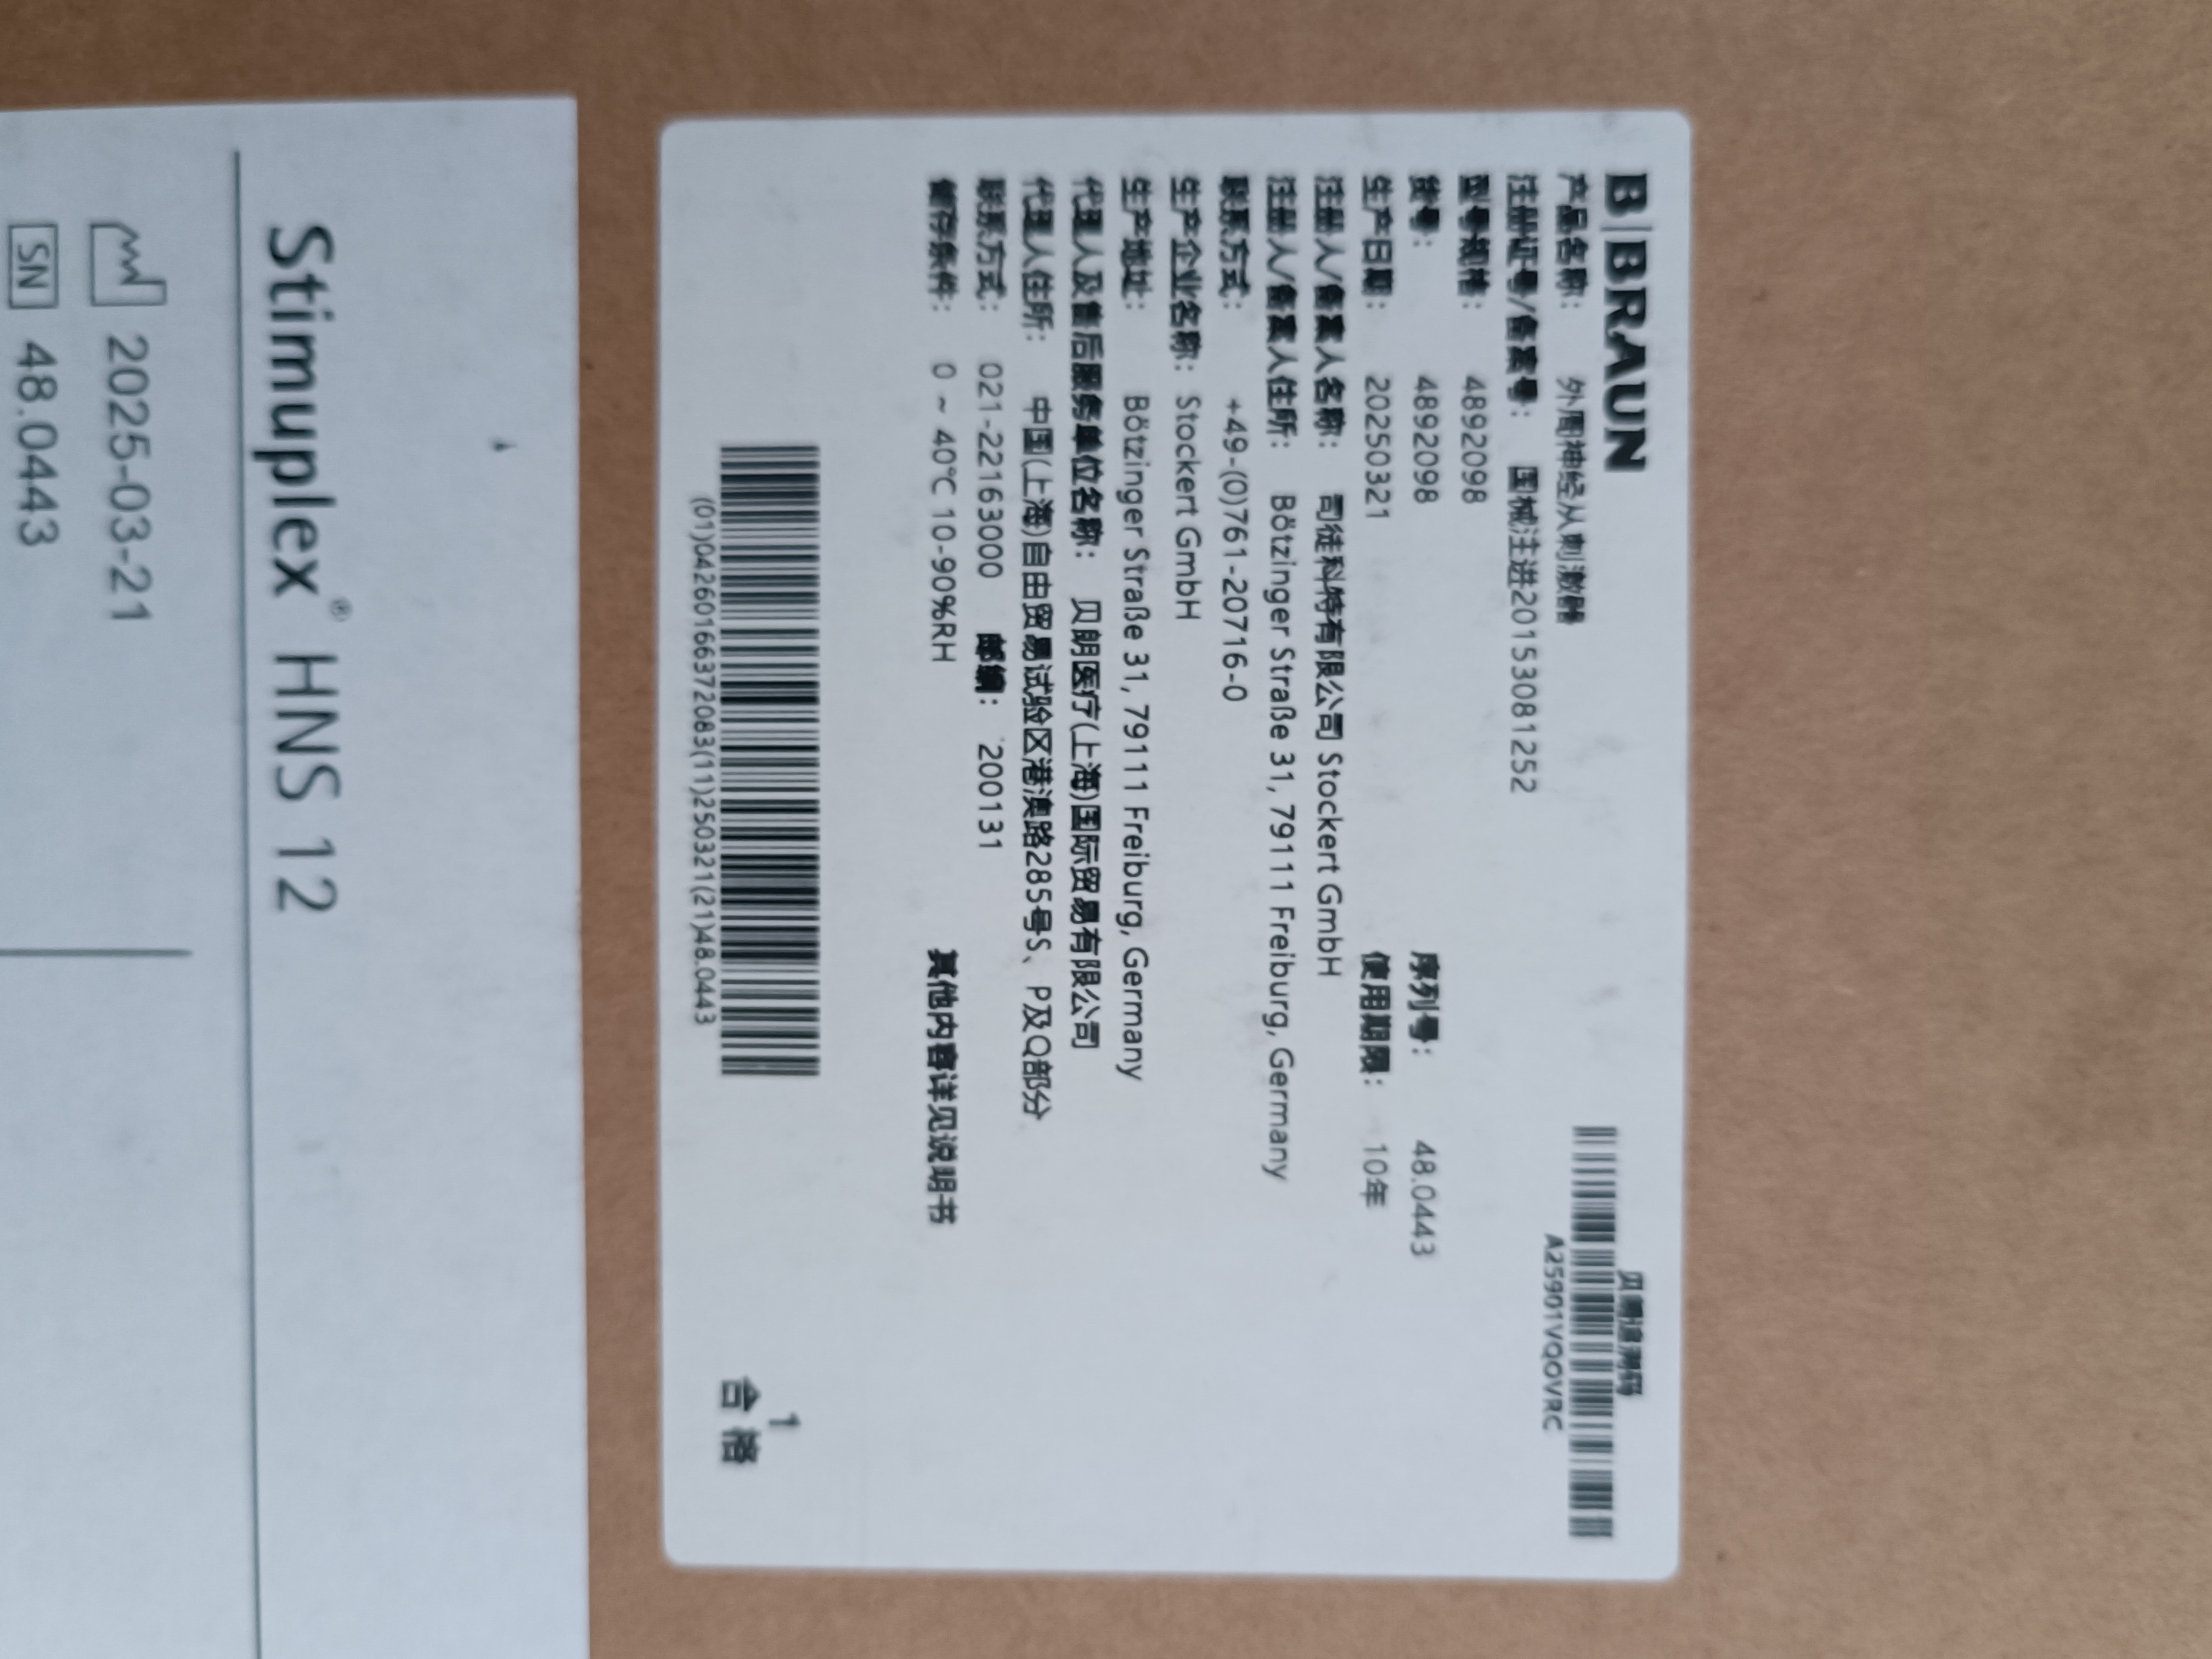 B|BRAUN
贝朗追溯码
A25901VQOVRC
产品名称： 外周神经丛刺激器
注册证号/备案号： 国械注进20153081252
型号规格： 4892098
货号： 4892098 序列号： 48.0443
生产日期： 20250321 使用期限： 10年
注册人/备案人名称： 司徒科特有限公司 Stockert GmbH
注册人/备案人住所： Bötzinger Straße 31, 79111 Freiburg, Germany
联系方式： +49-(0)761-20716-0
生产企业名称： Stockert GmbH
生产地址： Bötzinger Straße 31, 79111 Freiburg, Germany
代理人及售后服务单位名称： 贝朗医疗(上海)国际贸易有限公司
代理人住所： 中国(上海)自由贸易试验区港澳路285号S、P及Q部分
联系方式： 021-22163000 邮编： 200131
储存条件： 0 ~ 40℃ 10-90%RH 其他内容详见说明书
(01)04260166372083(11)250321(21)48.0443
1
合格
Stimuplex® HNS 12
2025-03-21
SN 48.0443